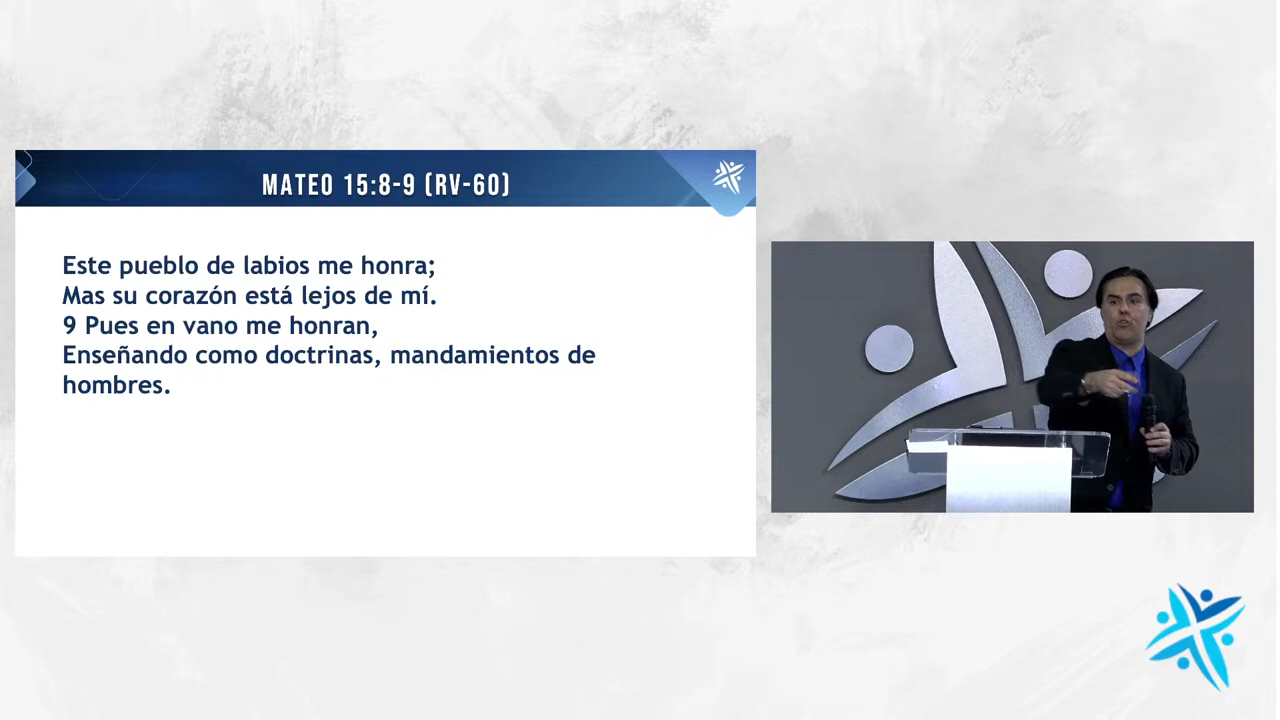 MATEO 15:8-9 (RV-60)
Este pueblo de labios me honra;
Mas su corazón está lejos de mí.
9 Pues en vano me honran,
Enseñando como doctrinas, mandamientos de
hombres.